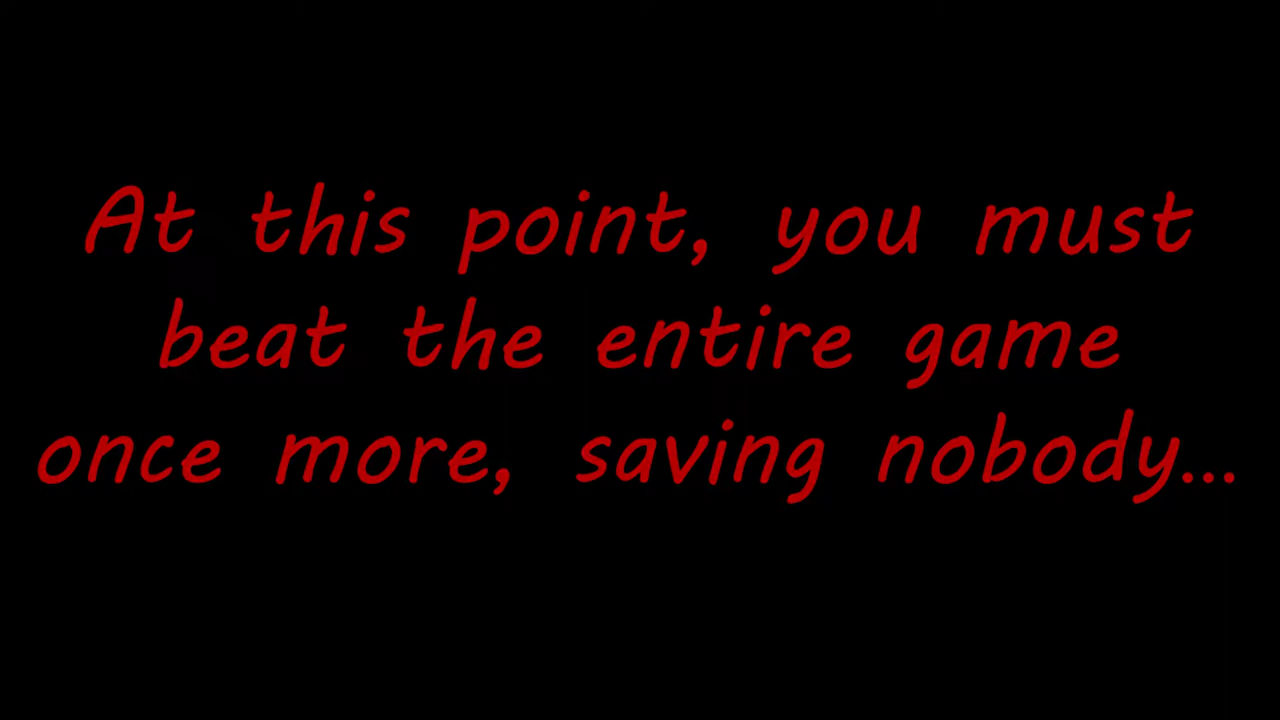 At this point, you must
beat the entire game
once more, saving nobody...